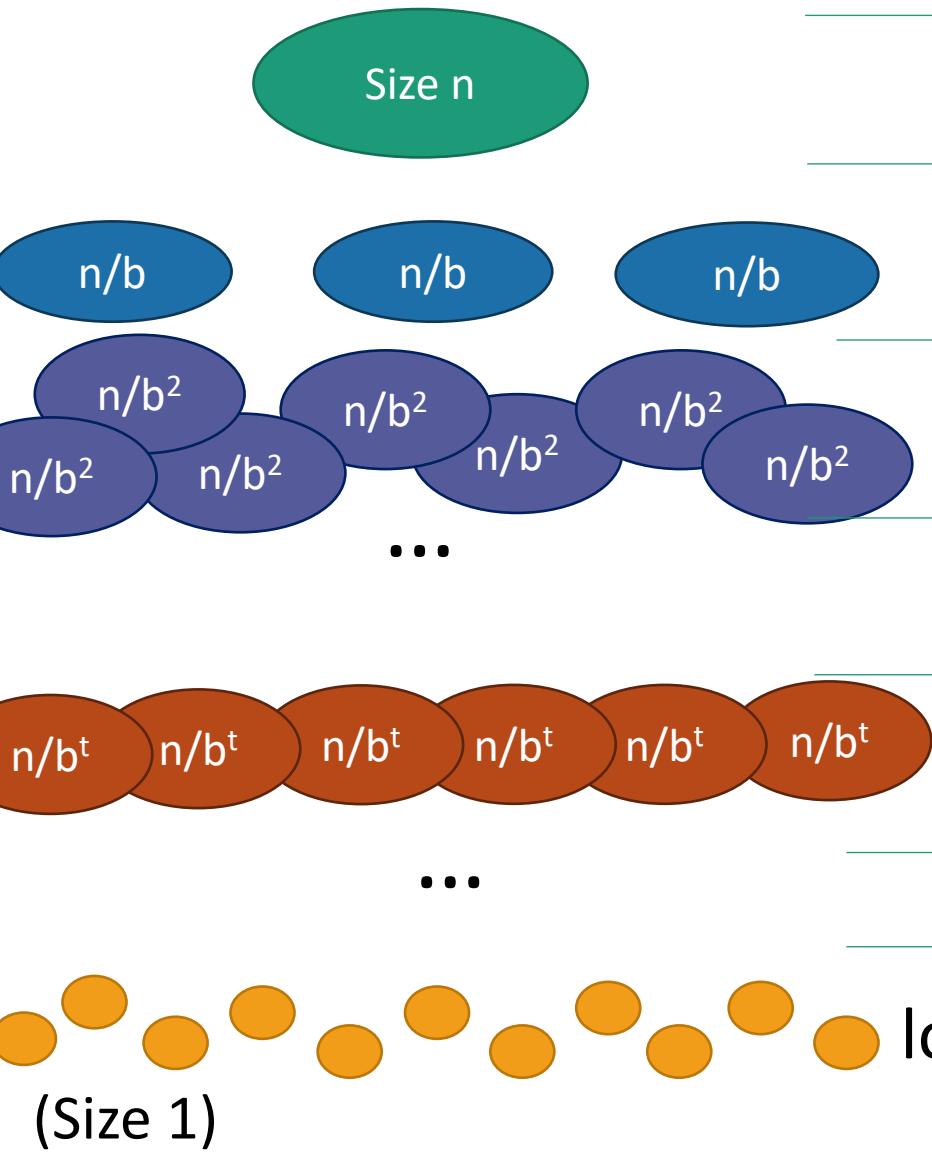 Size n
n/b n/b n/b
n/b² n/b² n/b²
n/b² n/b² n/b² n/b²
...
n/bᵗ n/bᵗ n/bᵗ n/bᵗ n/bᵗ n/bᵗ
...
(Size 1)